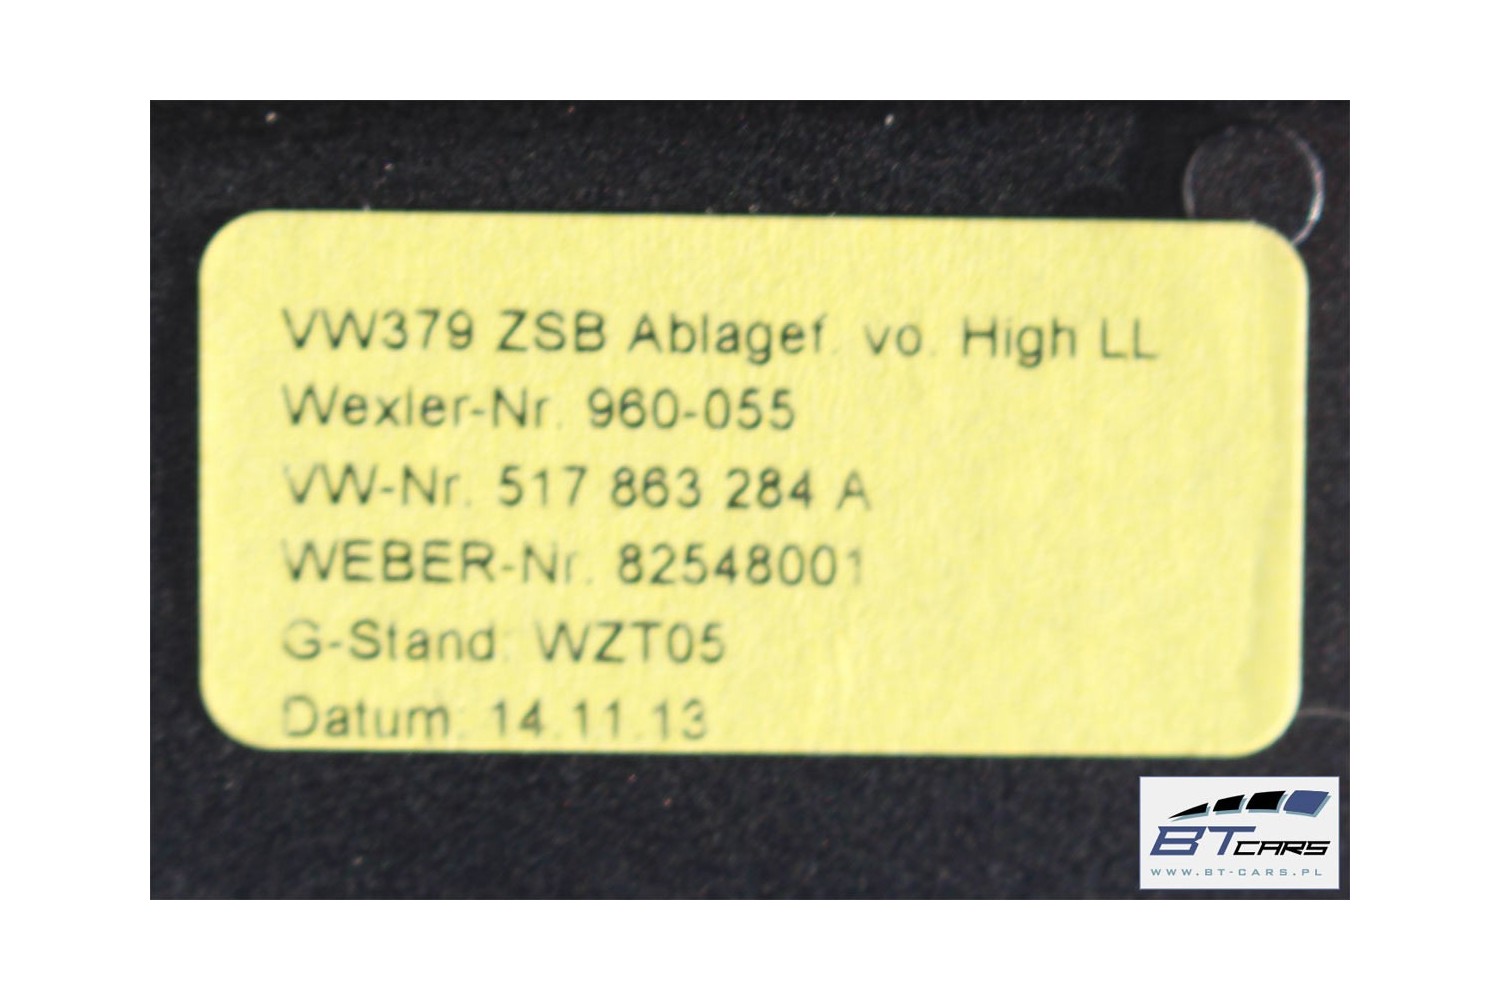 VW379 ZSB Ablagef. vo. High LL
Wexler-Nr. 960-055
VW-Nr. 517 863 284 A
WEBER-Nr. 82548001
G-Stand: WZT05
Datum: 14.11.13
BT CARS
WWW.BT-CARS.PL